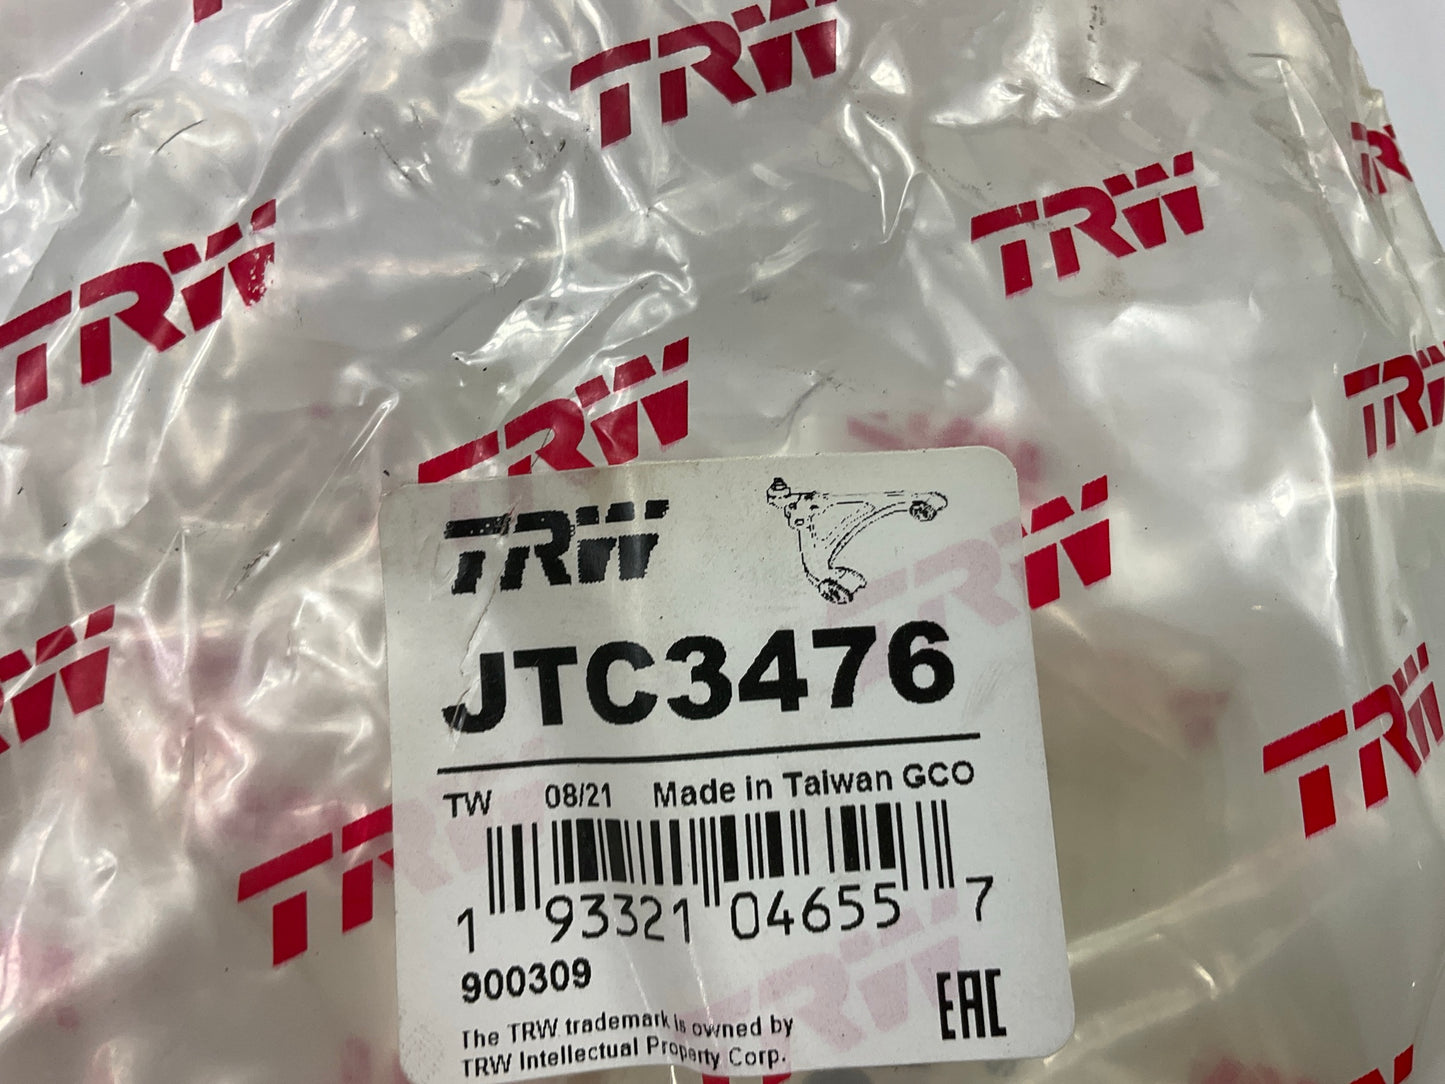 TRW
TRW
TRW
TRW
TRW
TRW
JTC3476
TW 08/21 Made in Taiwan GCO
1 93321 04655 7
900309
EAC
The TRW trademark is owned by
TRW Intellectual Property Corp.
TRW
TRW